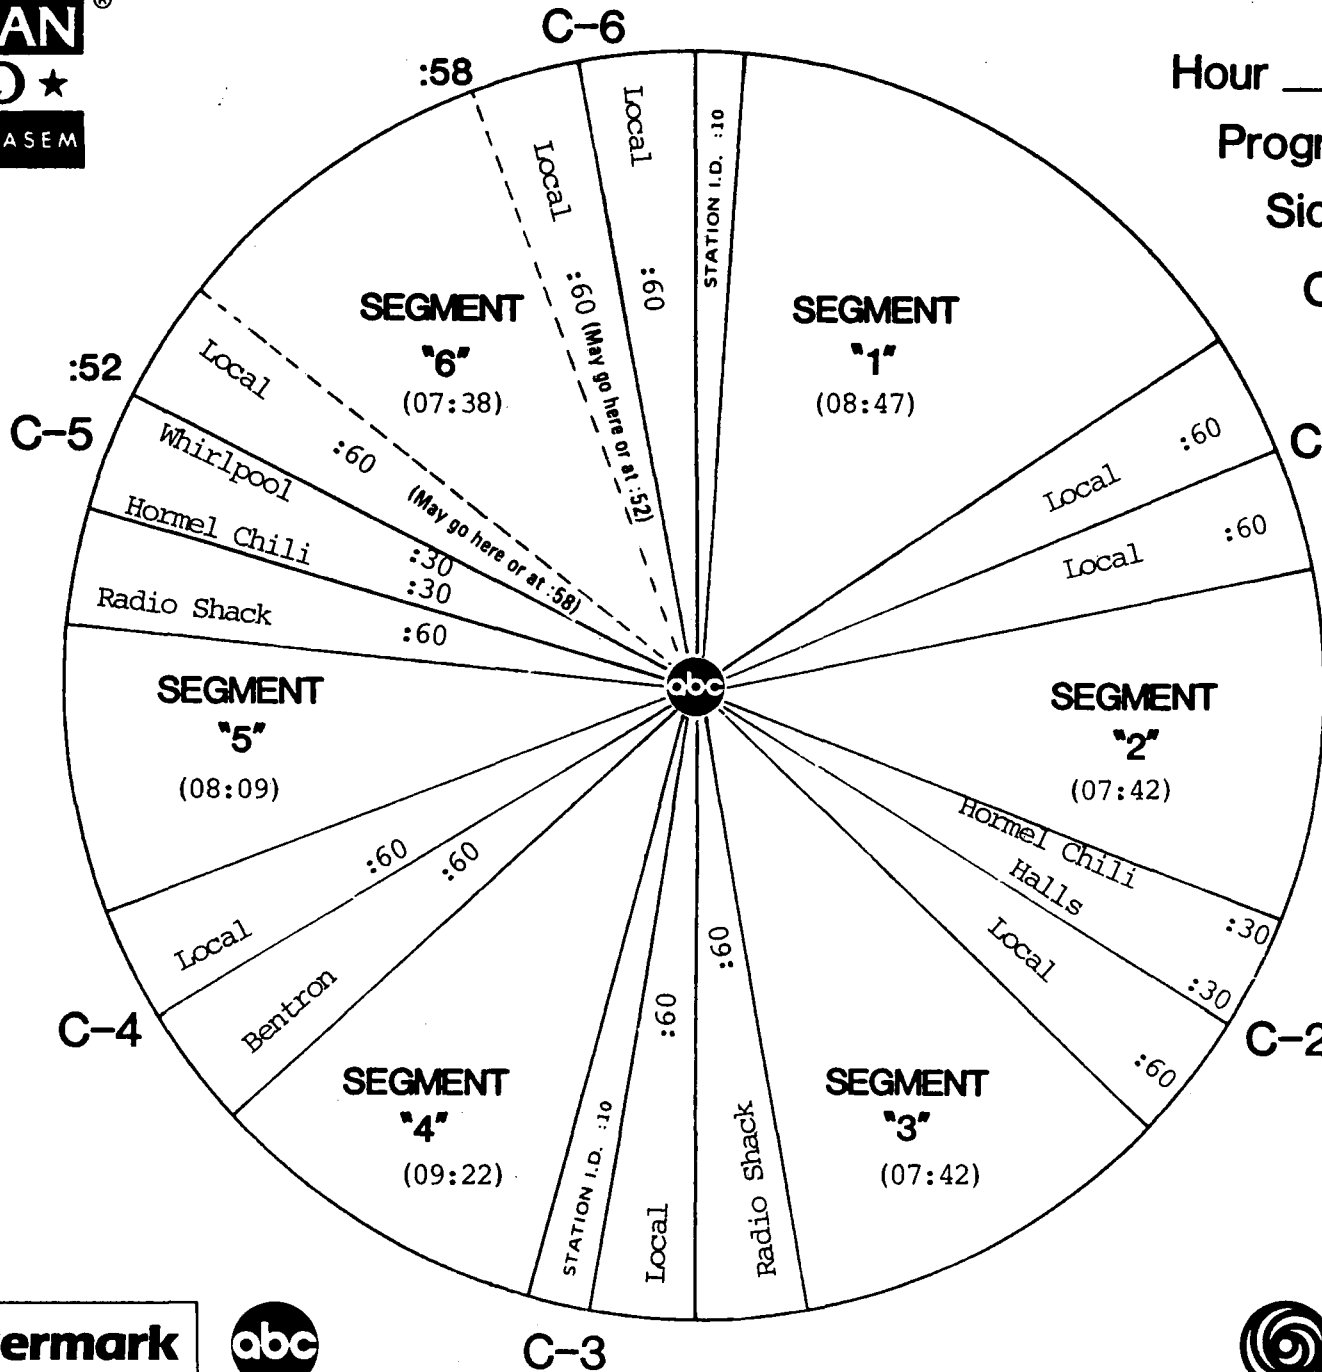 AN ®
★
ASEM
C-6
:58
Hour
Progr
Local
:60
Local
:60 (May go here or at :52)
STATION I.D. :10
SEGMENT
"6"
(07:38)
SEGMENT
"1"
(08:47)
:52
C-5
Local
:60
(May go here or at :58)
Whirlpool
:30
Hormel Chili
:30
Radio Shack
:60
Local
:60
Local
:60
abc
SEGMENT
"5"
(08:09)
SEGMENT
"2"
(07:42)
Hormel Chili
:30
Halls
:30
Local
:60
C-2
Local
:60
C-4
Bentron
:60
SEGMENT
"4"
(09:22)
STATION I.D. :10
Local
:60
Radio Shack
:60
SEGMENT
"3"
(07:42)
C-3
ermark
abc